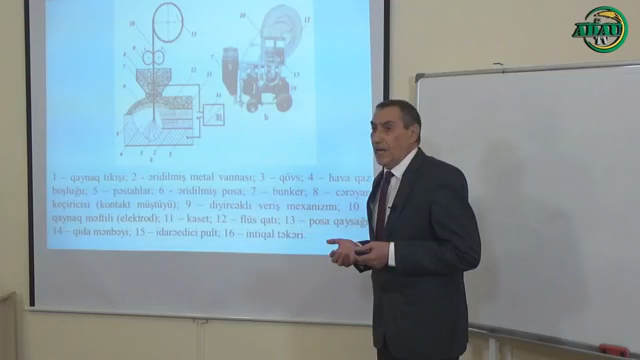 ADAU
TV
1 – qaynaq tikişi; 2 - əridilmiş metal vannası; 3 – qövs; 4 – hava qaz
boşluğu; 5 – pəstahlar; 6 - əridilmiş posa; 7 – bunker; 8 – cərəyan
keçiricisi (kontakt müştüyü); 9 – diyircəkli veriş mexanizmi; 10
qaynaq məftili (elektrod); 11 – kaset; 12 – flüs qatı; 13 – posa qaysağı
14 – qida mənbəyi; 15 – idarəedici pult; 16 – intiqal təkəri.